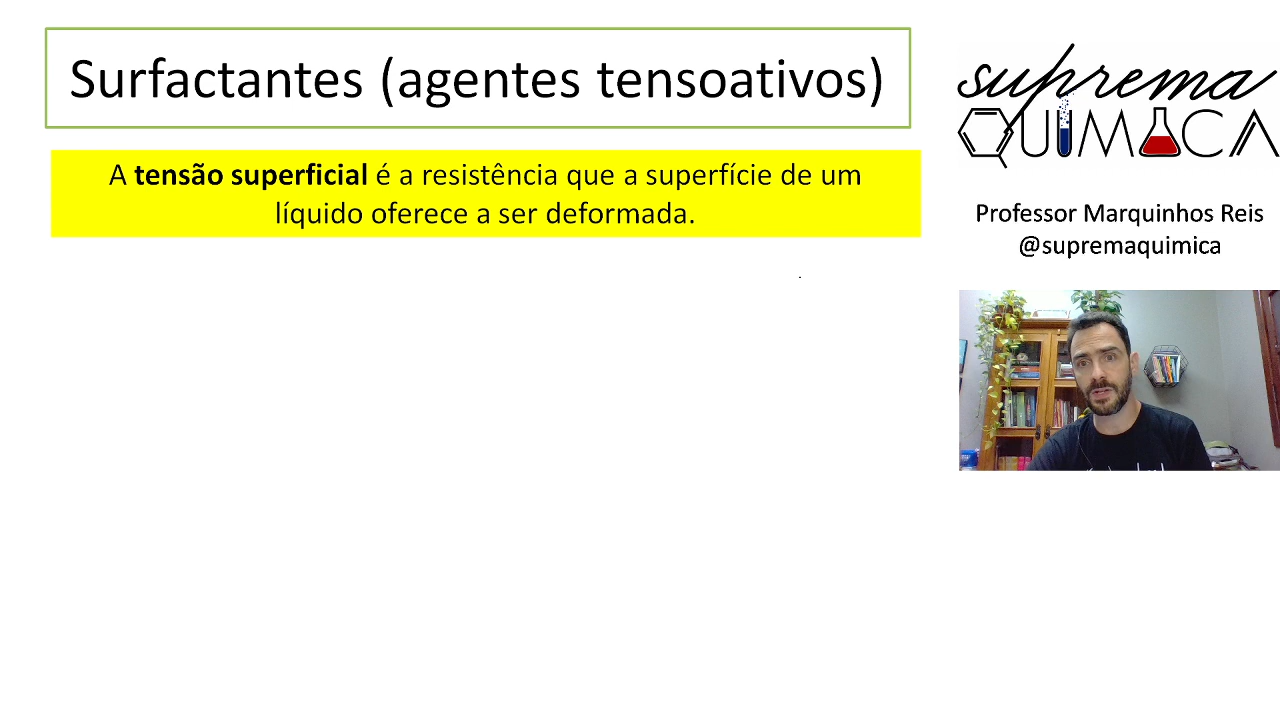 Surfactantes (agentes tensoativos)
A tensão superficial é a resistência que a superfície de um
líquido oferece a ser deformada.
suprema
QUIMICA
Professor Marquinhos Reis
@supremaquimica